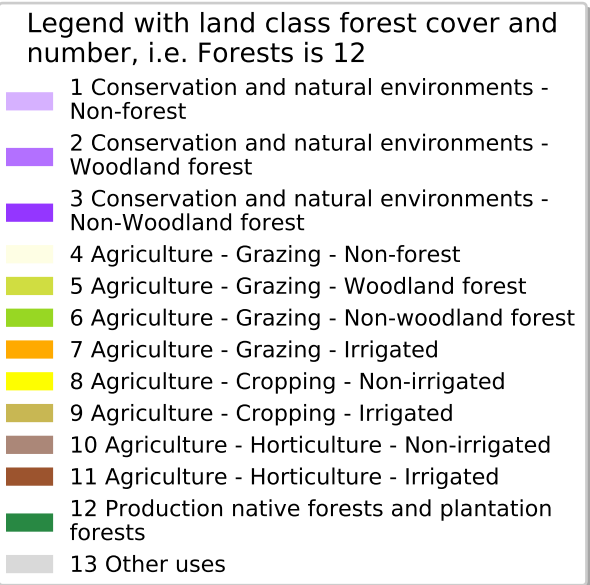 Legend with land class forest cover and
number, i.e. Forests is 12
1 Conservation and natural environments -
Non-forest
2 Conservation and natural environments -
Woodland forest
3 Conservation and natural environments -
Non-Woodland forest
4 Agriculture - Grazing - Non-forest
5 Agriculture - Grazing - Woodland forest
6 Agriculture - Grazing - Non-woodland forest
7 Agriculture - Grazing - Irrigated
8 Agriculture - Cropping - Non-irrigated
9 Agriculture - Cropping - Irrigated
10 Agriculture - Horticulture - Non-irrigated
11 Agriculture - Horticulture - Irrigated
12 Production native forests and plantation
forests
13 Other uses